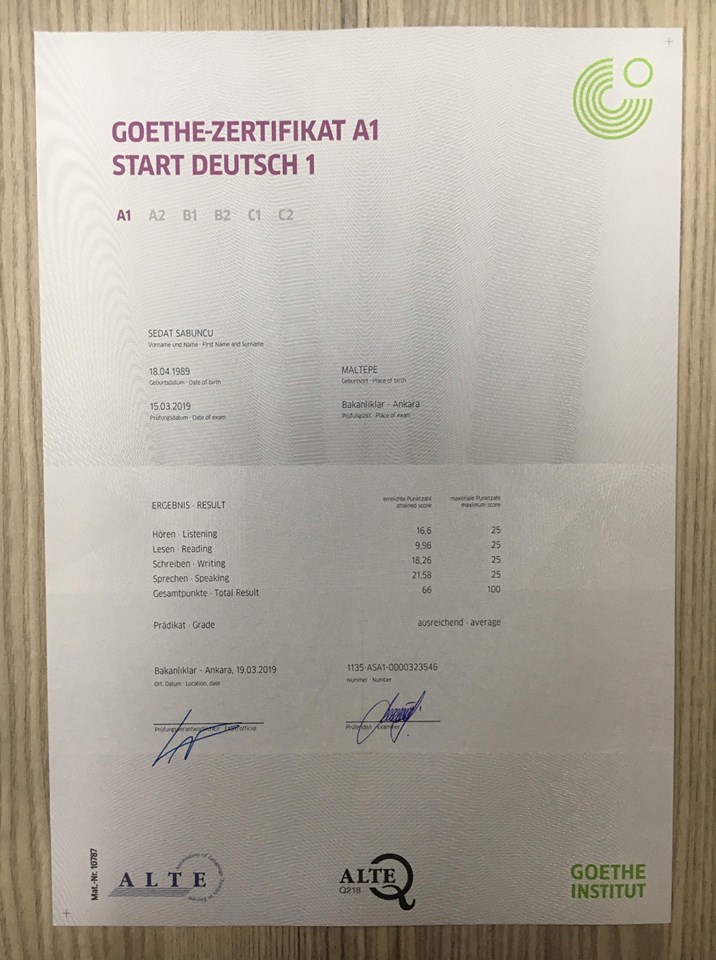 GOETHE-ZERTIFIKAT A1
START DEUTSCH 1
A1 A2 B1 B2 C1 C2
SEDAT SABUNCU
Vorname und Name · First Name and Surname
18.04.1989 MALTEPE
Geburtsdatum · Date of birth Geburtsort · Place of birth
15.03.2019 Bakanlıklar - Ankara
Prüfungsdatum · Date of exam Prüfungsort · Place of exam
ERGEBNIS · RESULT
erreichte Punktzahl maximale Punktzahl
attained score maximum score
Hören · Listening 16,6 25
Lesen · Reading 9,96 25
Schreiben · Writing 18,26 25
Sprechen · Speaking 21,58 25
Gesamtpunkte · Total Result 66 100
Prädikat · Grade ausreichend · average
Bakanlıklar - Ankara, 19.03.2019 1135-ASA1-0000323546
Ort, Datum · Location, date Nummer · Number
Prüfungsverantwortliche/r · Exam official Prüfende/r · Examiner
Mat.-Nr. 10787
ALTE
ALTE
Q218
GOETHE
INSTITUT